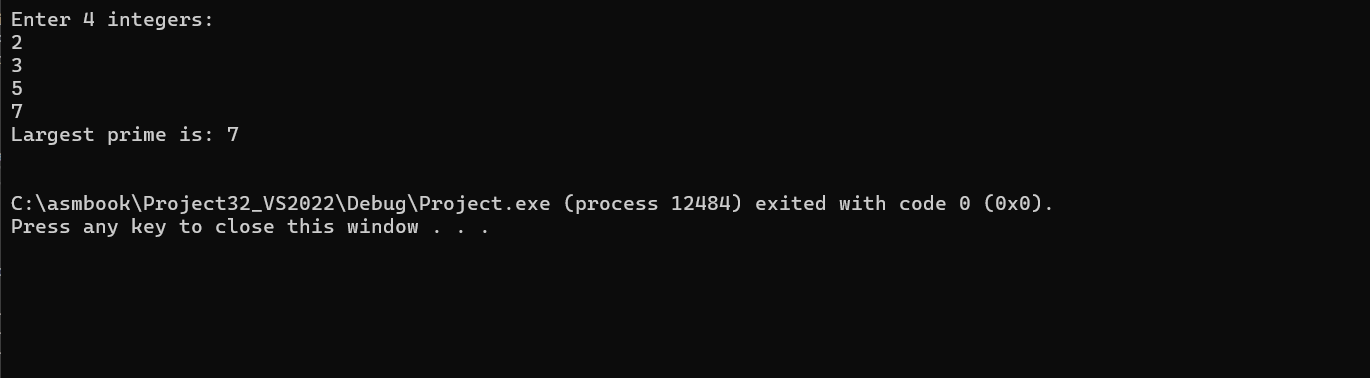 Enter 4 integers:
2
3
5
7
Largest prime is: 7
C:\asmbook\Project32_VS2022\Debug\Project.exe (process 12484) exited with code 0 (0x0).
Press any key to close this window . . .